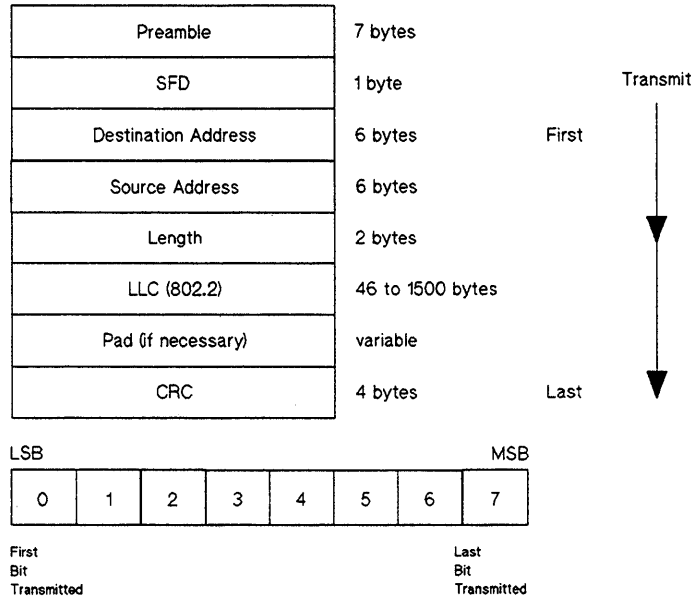 Preamble 7 bytes
SFD 1 byte Transmit
Destination Address 6 bytes First
Source Address 6 bytes
Length 2 bytes
LLC (802.2) 46 to 1500 bytes
Pad (if necessary) variable
CRC 4 bytes Last
LSB MSB
0 1 2 3 4 5 6 7
First Last
Bit Bit
Transmitted Transmitted